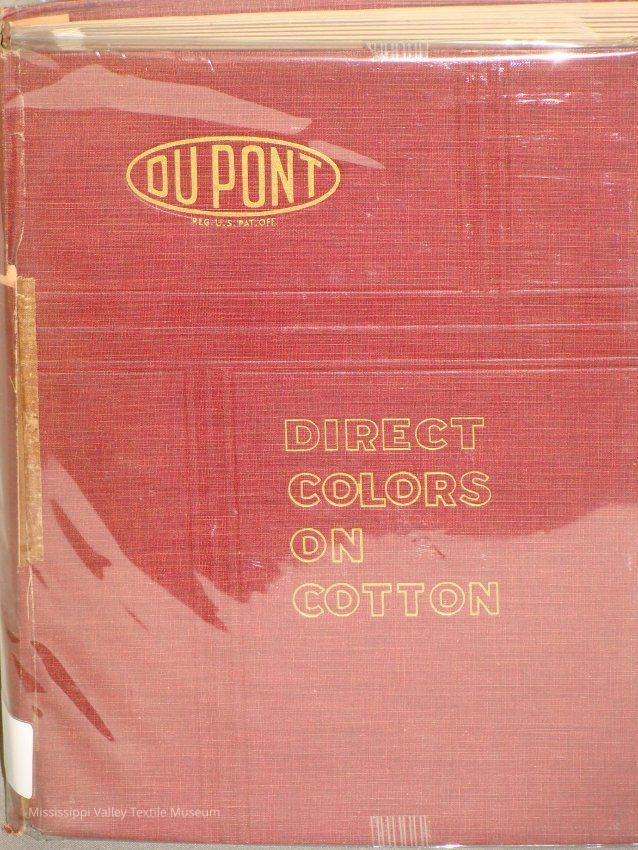 DU PONT
REG. U.S. PAT. OFF.
DIRECT
COLORS
ON
COTTON
Mississippi Valley Textile Museum